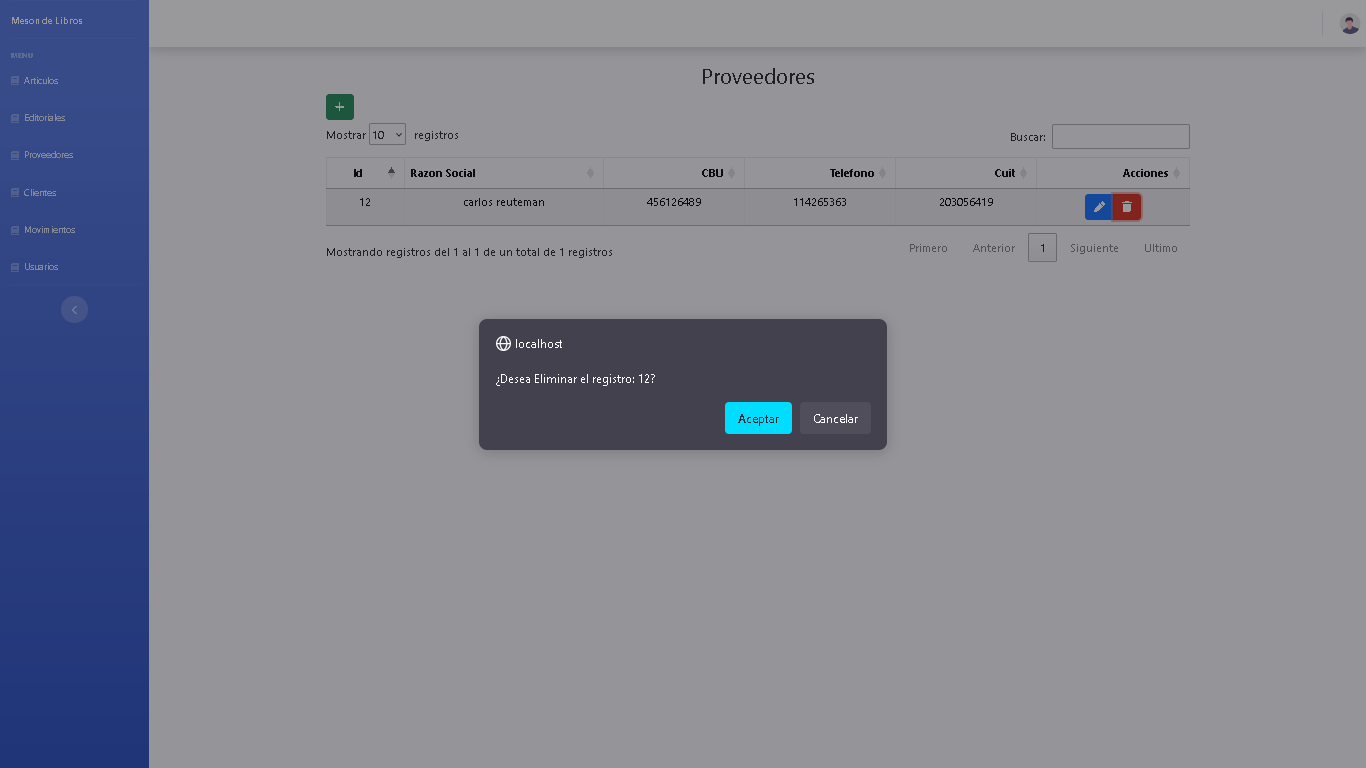 Meson de Libros
MENU
Articulos
Editoriales
Proveedores
Clientes
Movimientos
Usuarios
Proveedores
+
Mostrar 10 registros
Buscar:
Id Razon Social CBU Telefono Cuit Acciones
12 carlos reuteman 456126489 114265363 203056419
Mostrando registros del 1 al 1 de un total de 1 registros
Primero Anterior 1 Siguiente Ultimo
localhost
¿Desea Eliminar el registro: 12?
Aceptar Cancelar